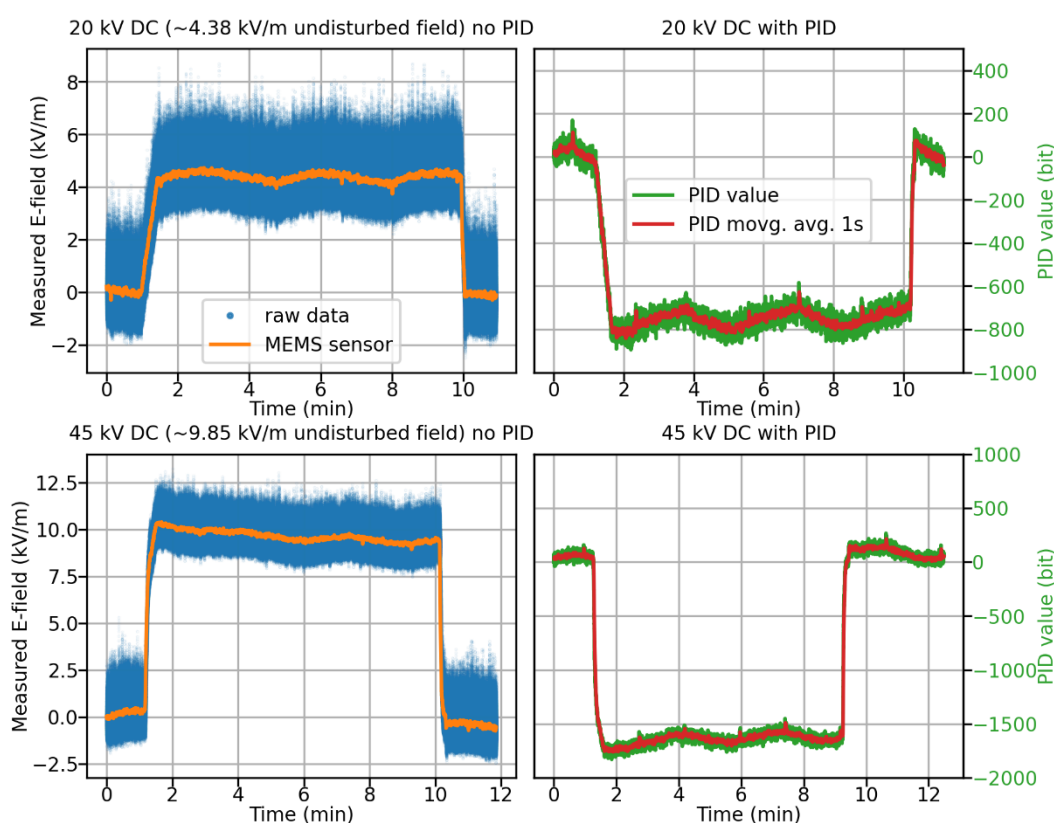 20 kV DC (~4.38 kV/m undisturbed field) no PID
20 kV DC with PID
Measured E-field (kV/m)
8
6
4
2
0
−2
raw data
MEMS sensor
0 2 4 6 8 10
Time (min)
PID value
PID movg. avg. 1s
400
200
0
−200
−400
−600
−800
−1000
PID value (bit)
0 2 4 6 8 10
Time (min)
45 kV DC (~9.85 kV/m undisturbed field) no PID
45 kV DC with PID
Measured E-field (kV/m)
12.5
10.0
7.5
5.0
2.5
0.0
−2.5
0 2 4 6 8 10 12
Time (min)
1000
500
0
−500
−1000
−1500
−2000
PID value (bit)
0 2 4 6 8 10 12
Time (min)